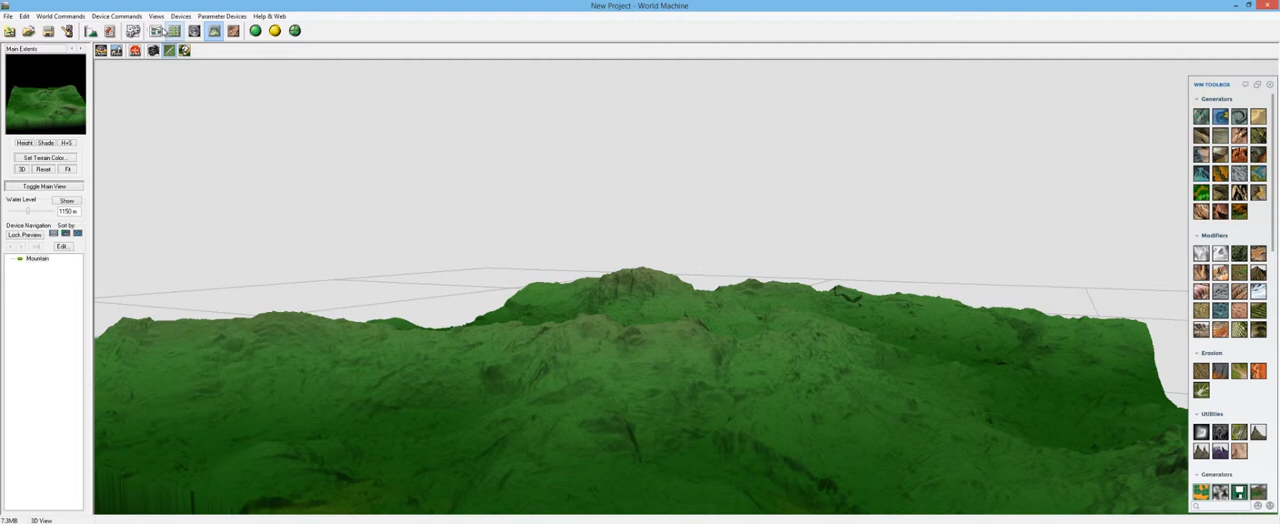 New Project - World Machine
File Edit World Commands Device Commands Views Devices Parameter Devices Help & Web
Main Extents
Height Shade H+S
Set Terrain Color...
3D Reset Fit
Toggle Main View
Water Level Show
1150 m
Device Navigation Sort by
Lock Preview
Edit...
Mountain
WM TOOLBOX
Generators
Modifiers
Erosion
Utilities
Generators
7.3MB 3D View